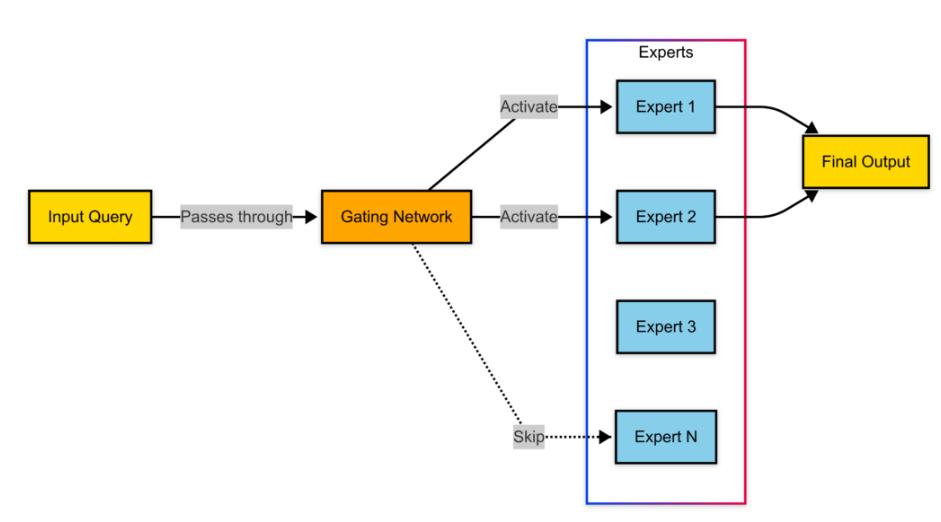 Experts
Activate
Expert 1
Final Output
Input Query
Passes through
Gating Network
Activate
Expert 2
Expert 3
Skip
Expert N